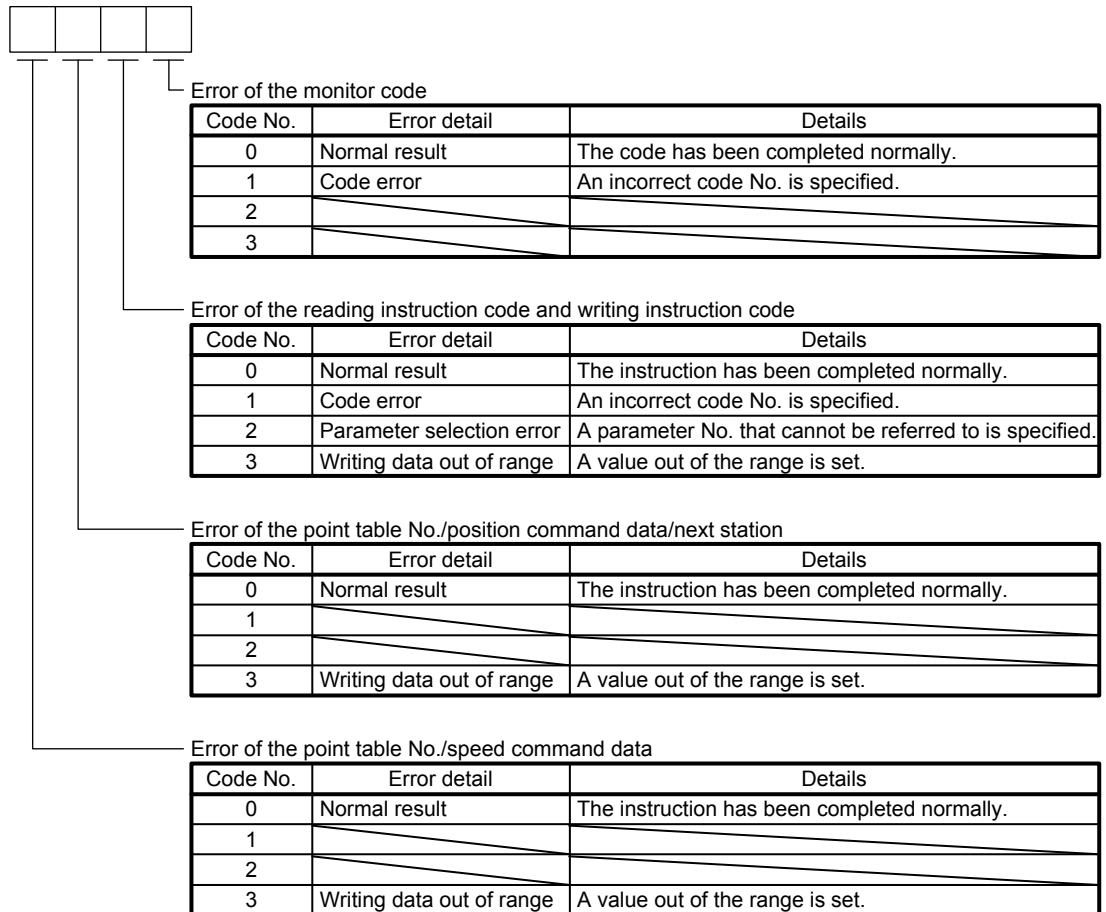 Error of the monitor code
Code No. Error detail Details
0 Normal result The code has been completed normally.
1 Code error An incorrect code No. is specified.
2
3
Error of the reading instruction code and writing instruction code
Code No. Error detail Details
0 Normal result The instruction has been completed normally.
1 Code error An incorrect code No. is specified.
2 Parameter selection error A parameter No. that cannot be referred to is specified.
3 Writing data out of range A value out of the range is set.
Error of the point table No./position command data/next station
Code No. Error detail Details
0 Normal result The instruction has been completed normally.
1
2
3 Writing data out of range A value out of the range is set.
Error of the point table No./speed command data
Code No. Error detail Details
0 Normal result The instruction has been completed normally.
1
2
3 Writing data out of range A value out of the range is set.